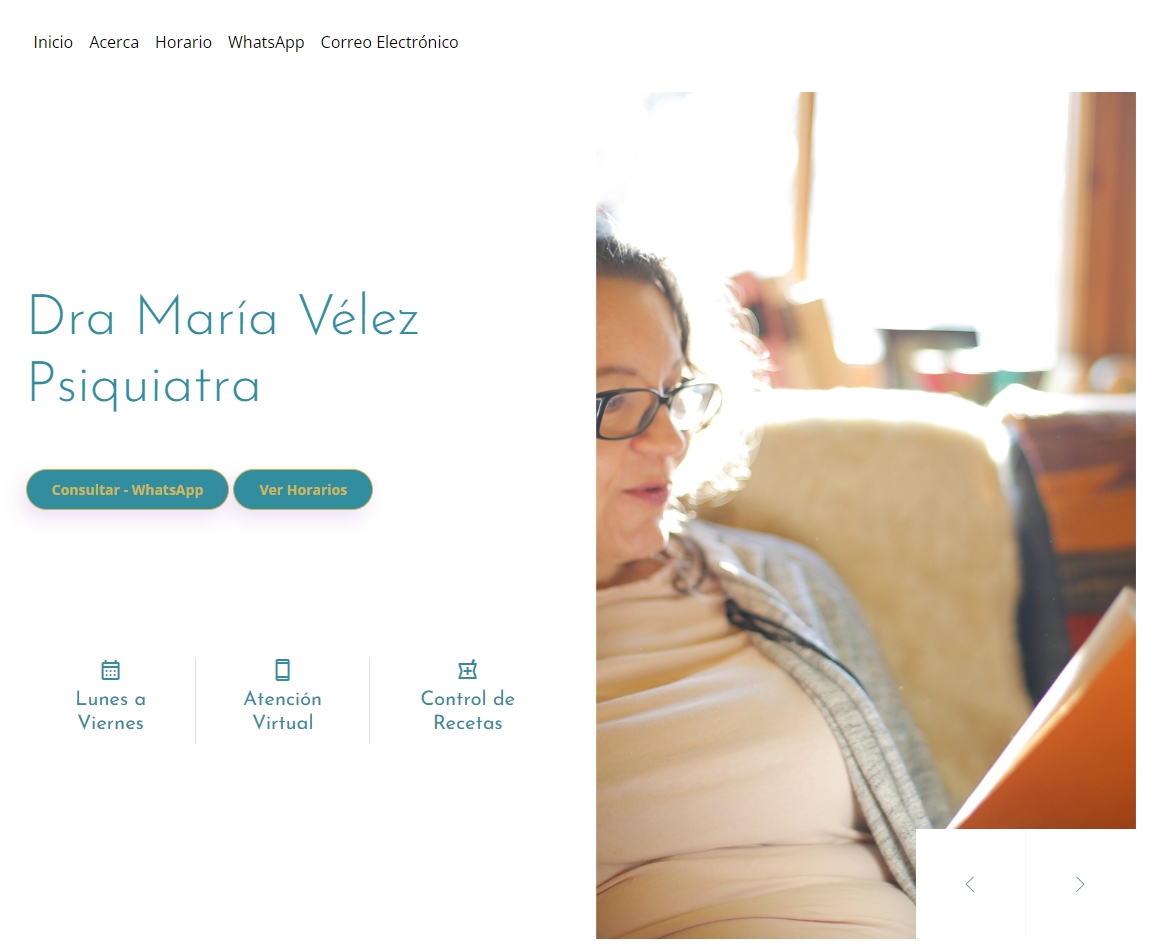 Inicio Acerca Horario WhatsApp Correo Electrónico
Dra María Vélez
Psiquiatra
Consultar - WhatsApp Ver Horarios
Lunes a
Viernes
Atención
Virtual
Control de
Recetas